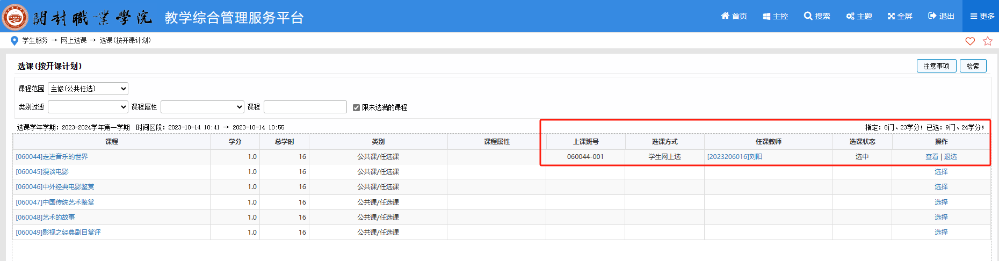 開封職業學院 教学综合管理服务平台 首页 主控 搜索 主题 全屏 退出 更多
学生服务 → 网上选课 → 选课(按开课计划)
选课(按开课计划) 注意事项 检索
课程范围 主修(公共任选)
类别过滤 课程属性 课程 限未选满的课程
选课学年学期：2023-2024学年第一学期 时间区段：2023-10-14 10:41 → 2023-10-14 10:55 指定：8门、23学分；已选：9门、24学分；
课程 学分 总学时 类别 课程属性 上课班号 选课方式 任课教师 选课状态 操作
[060044]走进音乐的世界 1.0 16 公共课/任选课 060044-001 学生网上选 [2023206016]刘阳 选中 查看 | 退选
[060045]漫谈电影 1.0 16 公共课/任选课 选择
[060046]中外经典电影鉴赏 1.0 16 公共课/任选课 选择
[060047]中国传统艺术鉴赏 1.0 16 公共课/任选课 选择
[060048]艺术的故事 1.0 16 公共课/任选课 选择
[060049]影视之经典剧目赏评 1.0 16 公共课/任选课 选择